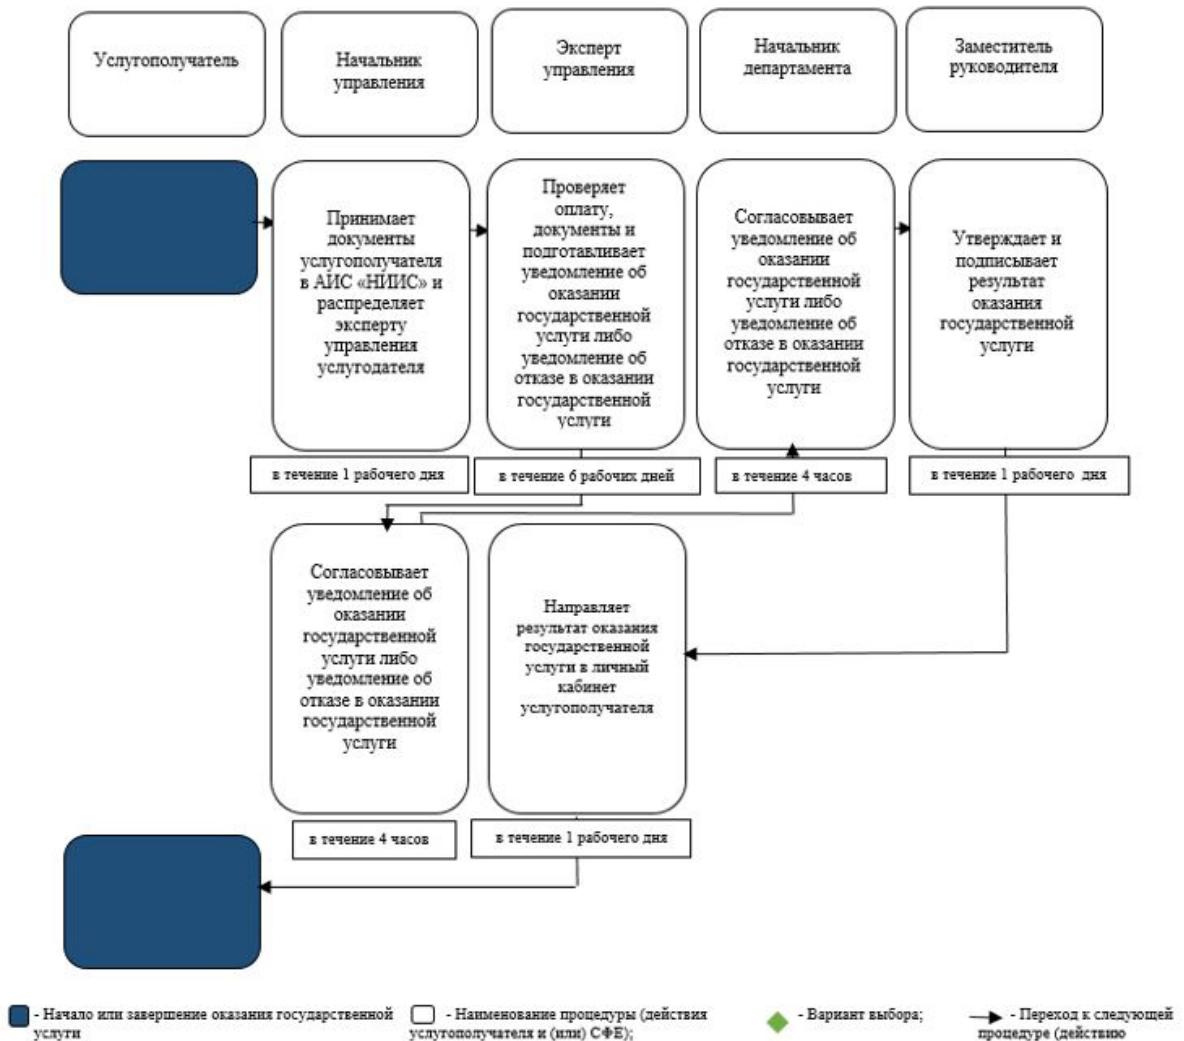 Услугополучатель
Начальник
управления
Эксперт
управления
Начальник
департамента
Заместитель
руководителя
Принимает
документы
услугополучателя
в АИС «НИИС» и
распределяет
эксперту
управления
услугодателя
Проверяет
оплату,
документы и
подготавливает
уведомление об
оказании
государственной
услуги либо
уведомление об
отказе в оказании
государственной
услуги
Согласовывает
уведомление об
оказании
государственной
услуги либо
уведомление об
отказе в оказании
государственной
услуги
Утверждает и
подписывает
результат
оказания
государственной
услуги
в течение 1 рабочего дня
в течение 6 рабочих дней
в течение 4 часов
в течение 1 рабочего дня
Согласовывает
уведомление об
оказании
государственной
услуги либо
уведомление об
отказе в оказании
государственной
услуги
Направляет
результат оказания
государственной
услуги в личный
кабинет
услугополучателя
в течение 4 часов
в течение 1 рабочего дня
- Начало или завершение оказания государственной
услуги
- Наименование процедуры (действия
услугополучателя и (или) СФЕ);
- Вариант выбора;
- Переход к следующей
процедуре (действию